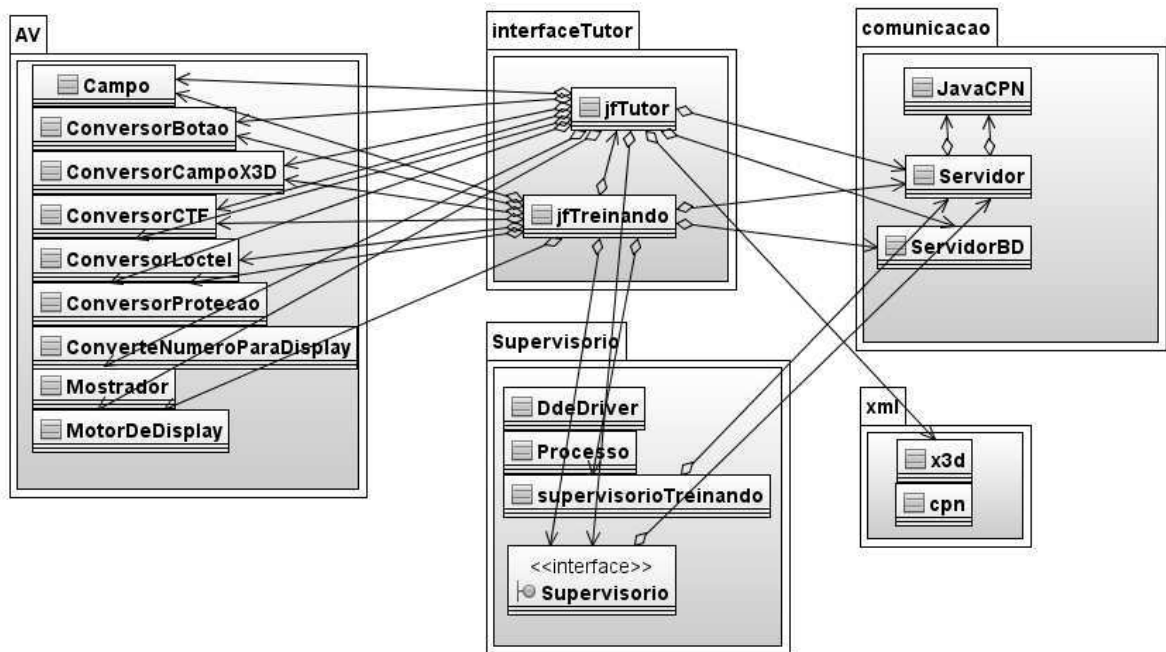 AV
Campo
ConversorBotao
ConversorCampoX3D
ConversorCTF
ConversorLoctel
ConversorProtecao
ConverteNumeroParaDisplay
Mostrador
MotorDeDisplay
interfaceTutor
jfTutor
jfTreinando
comunicacao
JavaCPN
Servidor
ServidorBD
Supervisorio
DdeDriver
Processo
supervisorioTreinando
<<interface>>
Supervisorio
xml
x3d
cpn